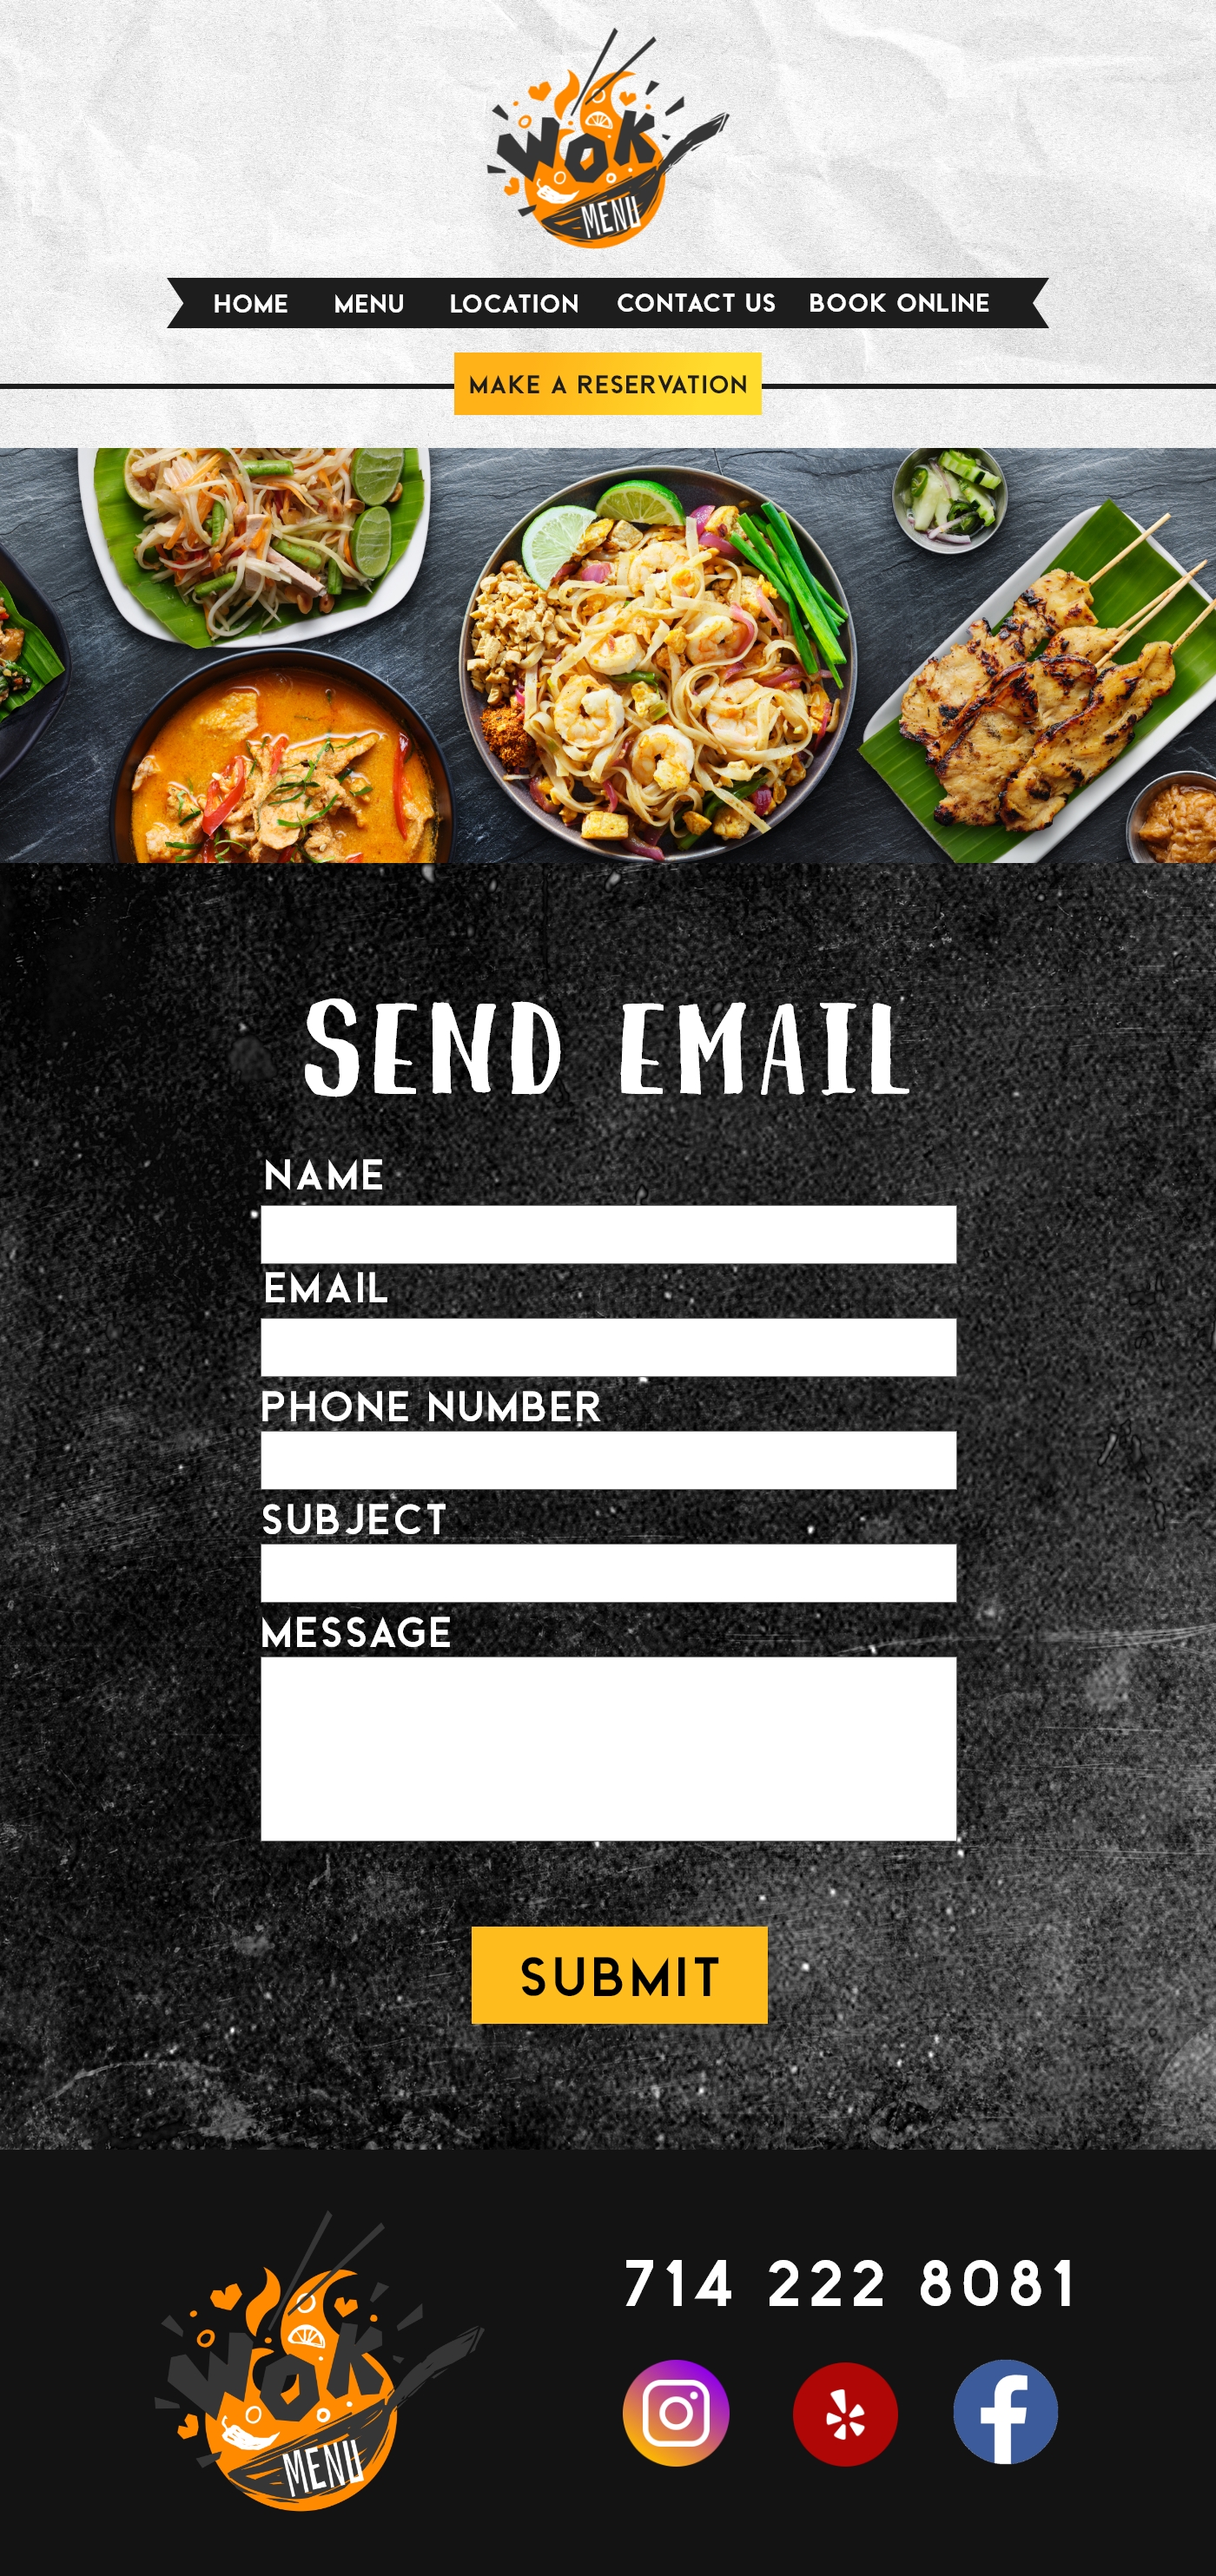 WOK
MENU
HOME MENU LOCATION CONTACT US BOOK ONLINE
MAKE A RESERVATION
SEND EMAIL
NAME
EMAIL
PHONE NUMBER
SUBJECT
MESSAGE
SUBMIT
WOK
MENU
714 222 8081